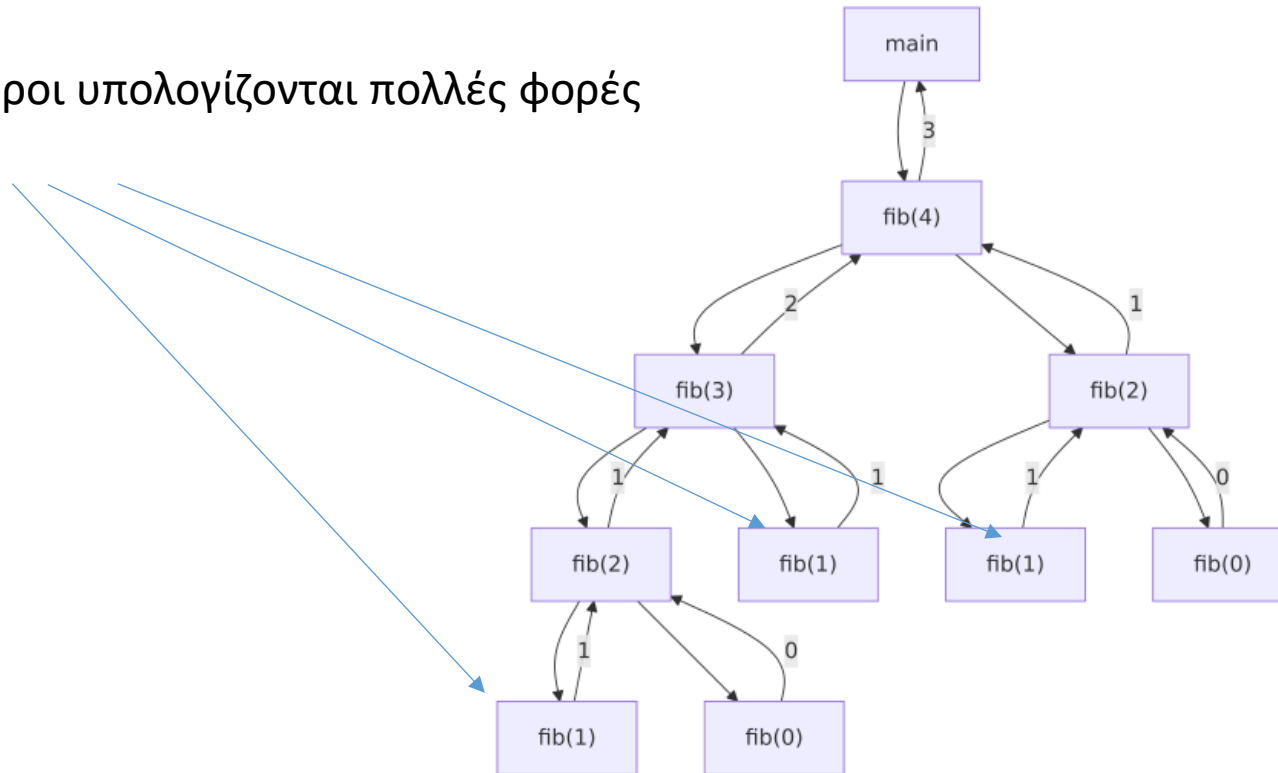 main
ροι υπολογίζονται πολλές φορές
3
fib(4)
2
1
fib(3)
fib(2)
1
1
1
0
fib(2)
fib(1)
fib(1)
fib(0)
1
0
fib(1)
fib(0)